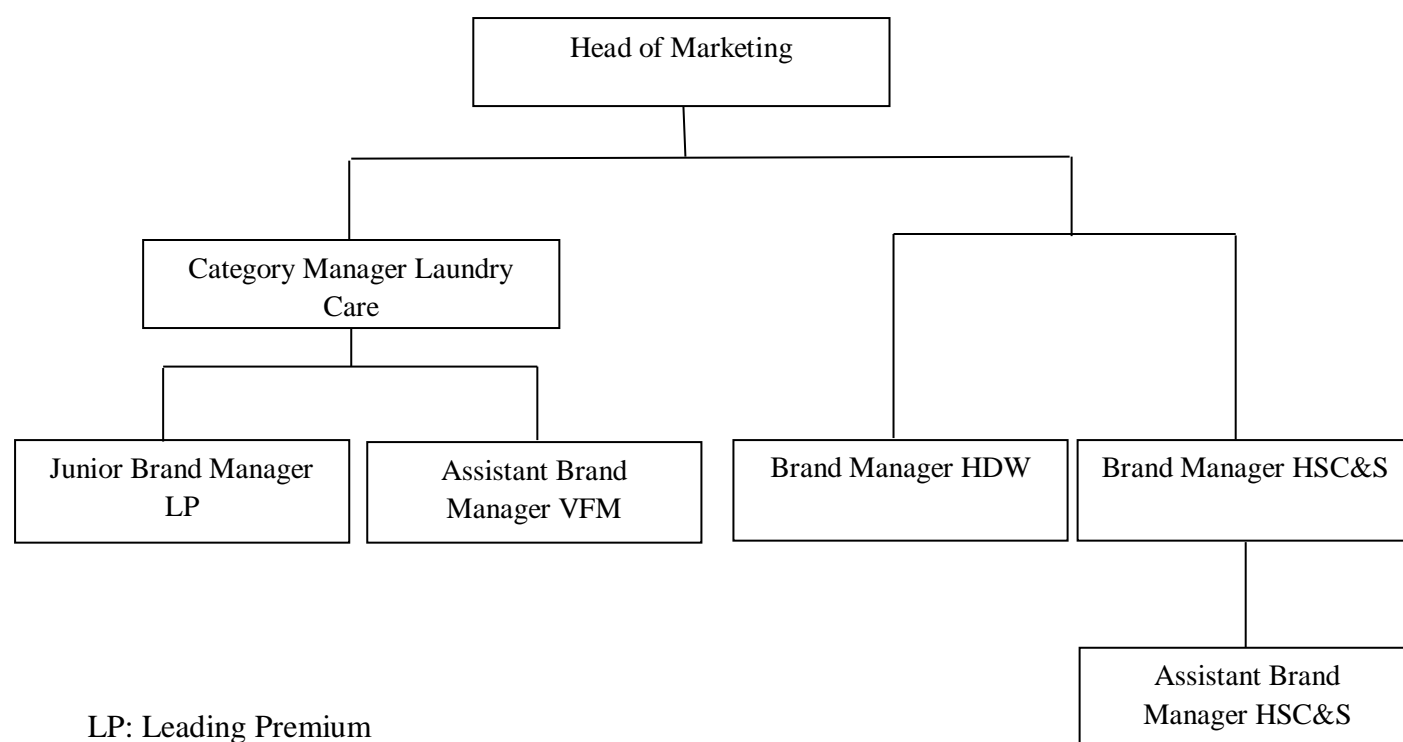 Head of Marketing
Category Manager Laundry
Care
Junior Brand Manager
LP
Assistant Brand
Manager VFM
Brand Manager HDW
Brand Manager HSC&S
Assistant Brand
Manager HSC&S
LP: Leading Premium